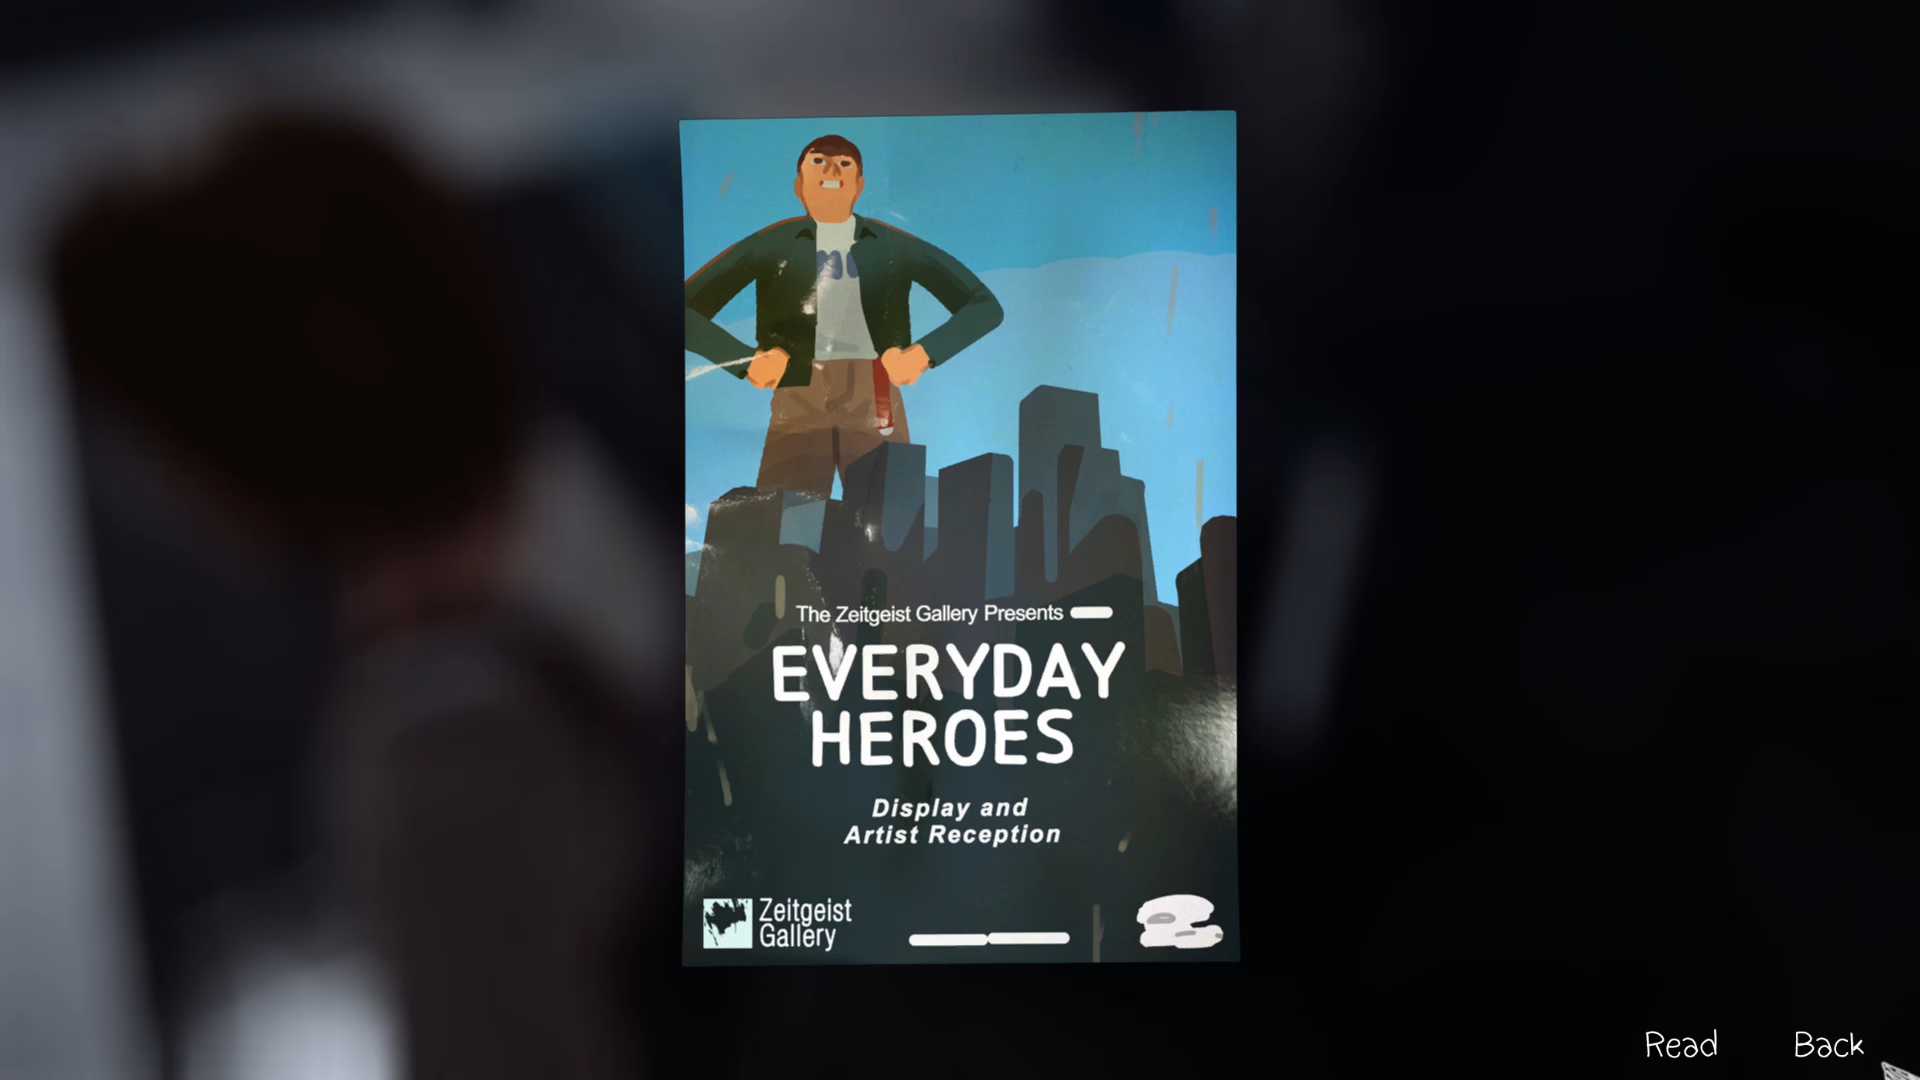 The Zeitgeist Gallery Presents
EVERYDAY
HEROES
Display and
Artist Reception
Zeitgeist
Gallery
Read
Back